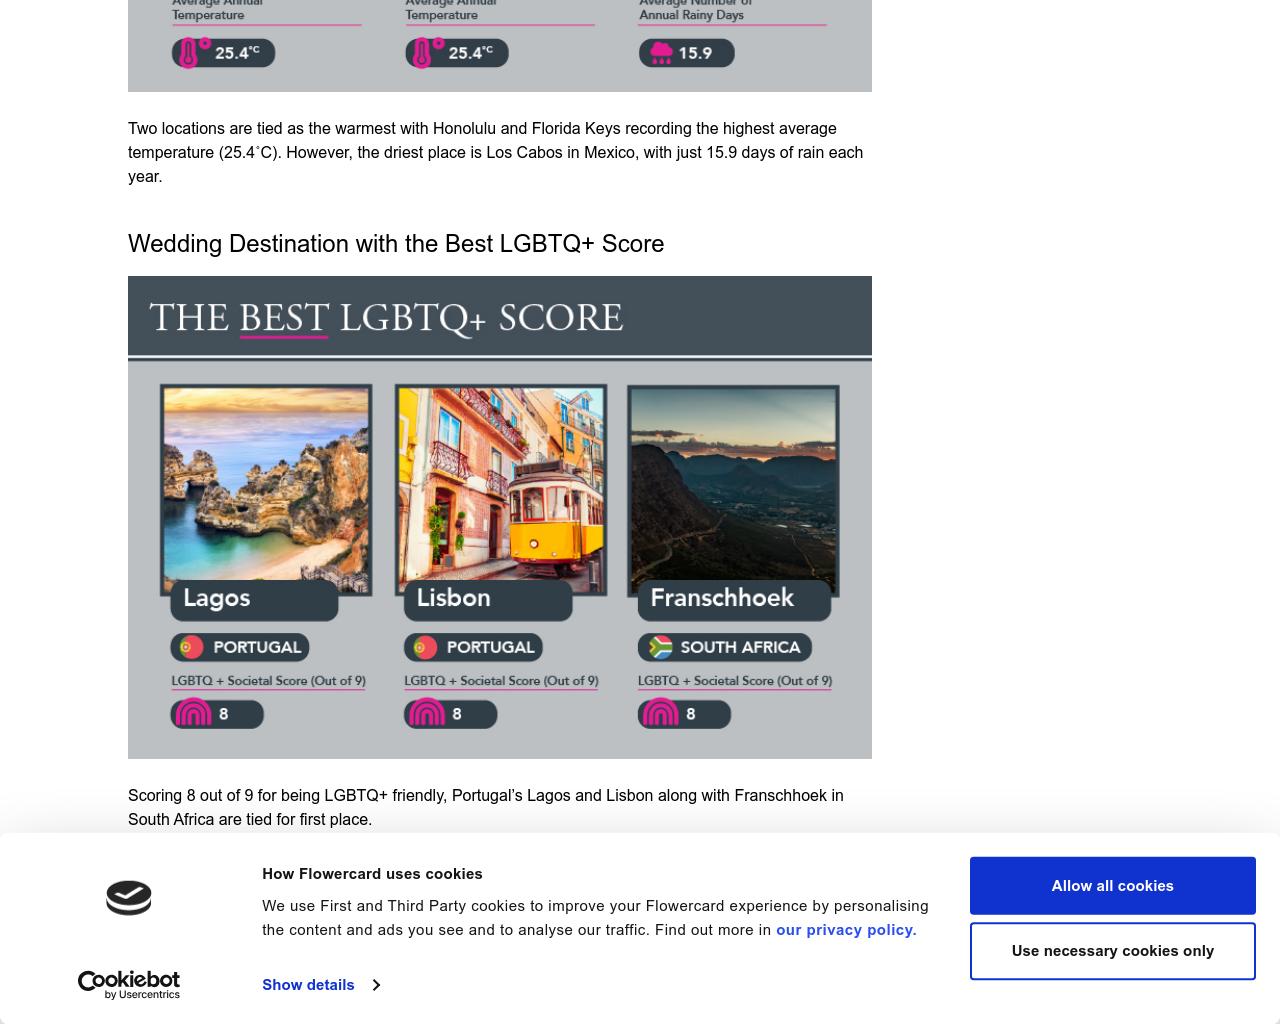 Average Annual
Temperature
Average Annual
Temperature
Average Number of
Annual Rainy Days
25.4°C
25.4°C
15.9
Two locations are tied as the warmest with Honolulu and Florida Keys recording the highest average
temperature (25.4˚C). However, the driest place is Los Cabos in Mexico, with just 15.9 days of rain each
year.
Wedding Destination with the Best LGBTQ+ Score
THE BEST LGBTQ+ SCORE
Lagos
Lisbon
Franschhoek
PORTUGAL
PORTUGAL
SOUTH AFRICA
LGBTQ + Societal Score (Out of 9)
LGBTQ + Societal Score (Out of 9)
LGBTQ + Societal Score (Out of 9)
8
8
8
Scoring 8 out of 9 for being LGBTQ+ friendly, Portugal’s Lagos and Lisbon along with Franschhoek in
South Africa are tied for first place.
How Flowercard uses cookies
We use First and Third Party cookies to improve your Flowercard experience by personalising
the content and ads you see and to analyse our traffic. Find out more in our privacy policy.
Show details
Allow all cookies
Use necessary cookies only
Cookiebot
by Usercentrics